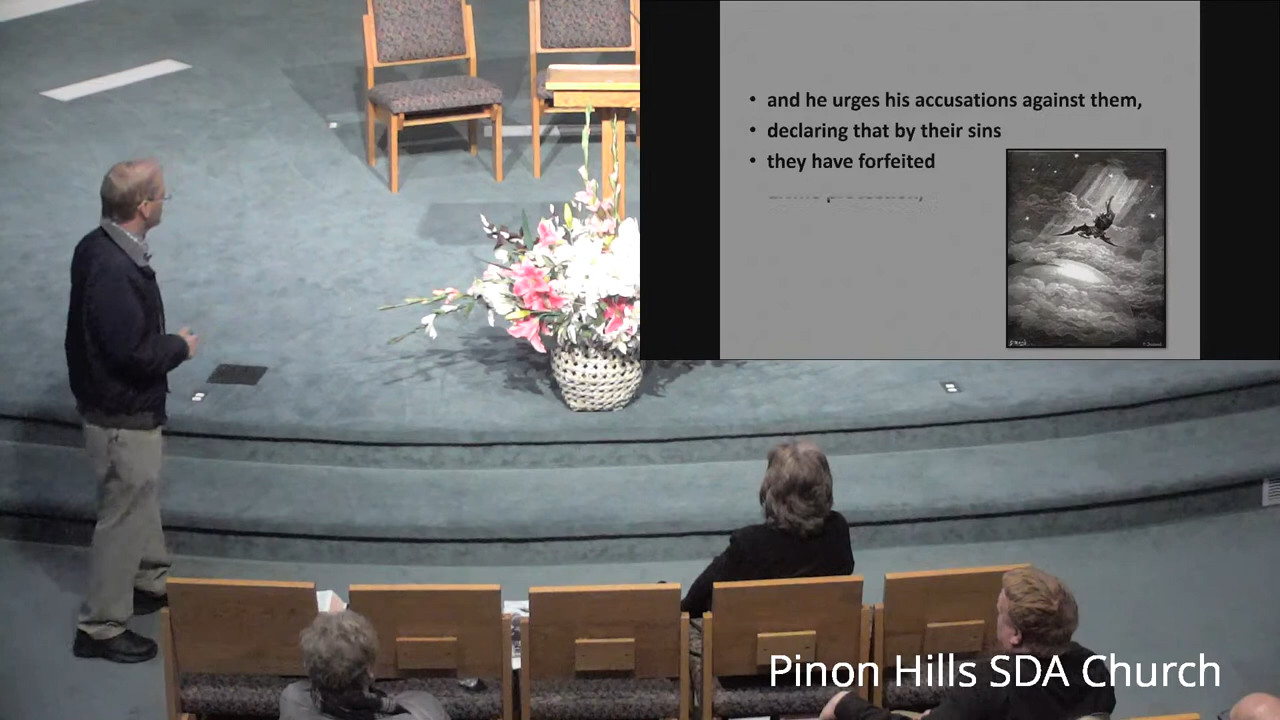 • and he urges his accusations against them,
• declaring that by their sins
• they have forfeited
Pinon Hills SDA Church